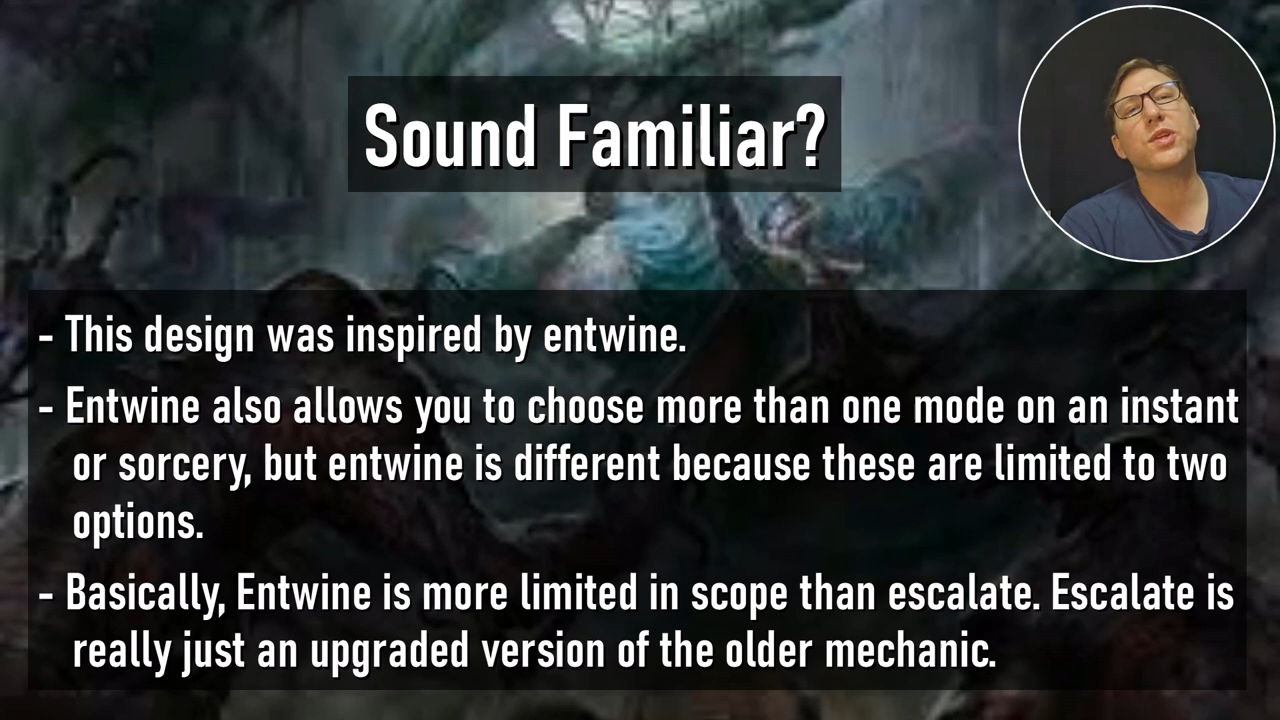 Sound Familiar?
- This design was inspired by entwine.
- Entwine also allows you to choose more than one mode on an instant
or sorcery, but entwine is different because these are limited to two
options.
- Basically, Entwine is more limited in scope than escalate. Escalate is
really just an upgraded version of the older mechanic.